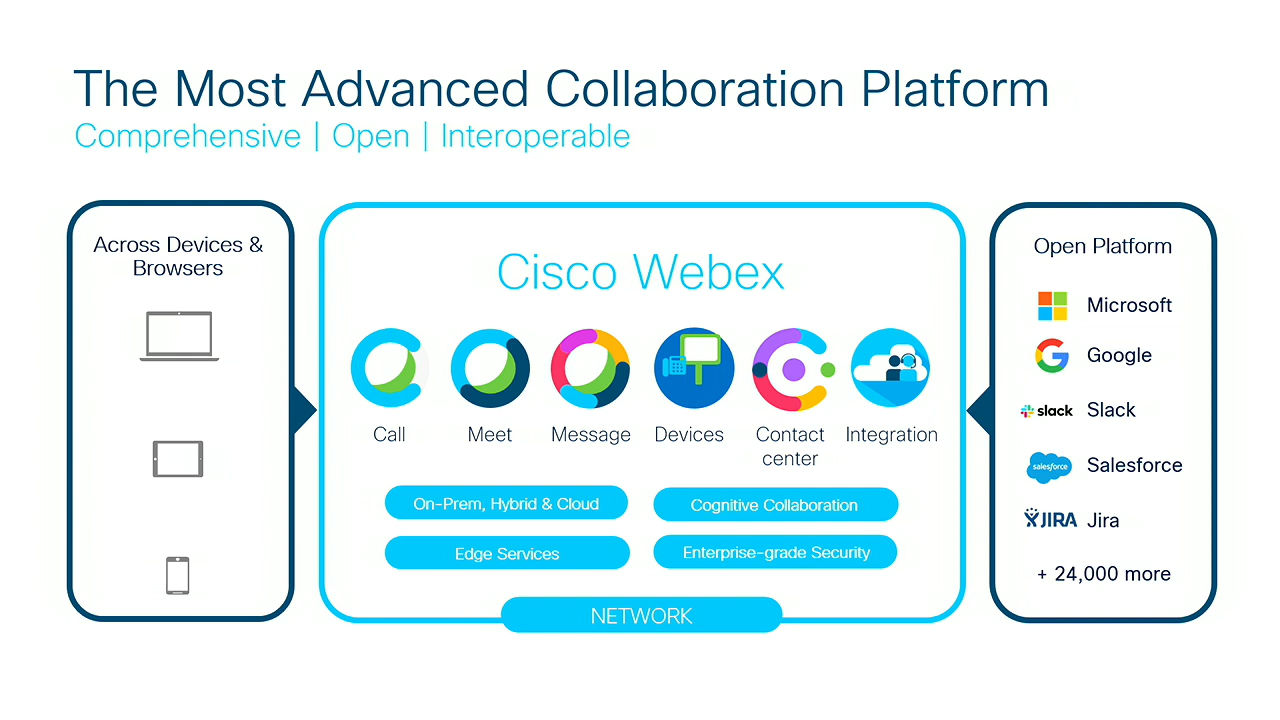 The Most Advanced Collaboration Platform
Comprehensive | Open | Interoperable
Across Devices &
Browsers
Cisco Webex
Call
Meet
Message
Devices
Contact
center
Integration
On-Prem, Hybrid & Cloud
Cognitive Collaboration
Edge Services
Enterprise-grade Security
NETWORK
Open Platform
Microsoft
Google
slack Slack
salesforce Salesforce
JIRA Jira
+ 24,000 more